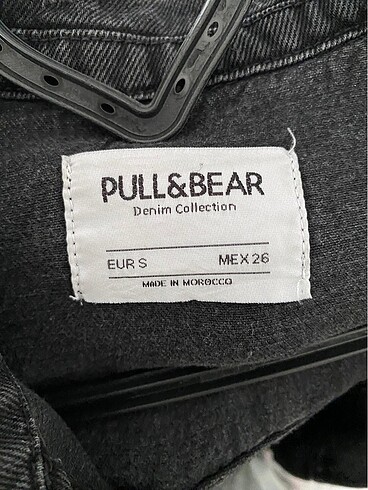 PULL&BEAR
Denim Collection
EUR S MEX 26
MADE IN MOROCCO